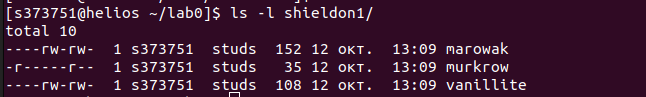 [s373751@helios ~/lab0]$ ls -l shieldon1/
total 10
----rw-rw-  1 s373751  studs  152 12 окт.  13:09 marowak
-r-----r--  1 s373751  studs   35 12 окт.  13:09 murkrow
----rw-rw-  1 s373751  studs  108 12 окт.  13:09 vanillite